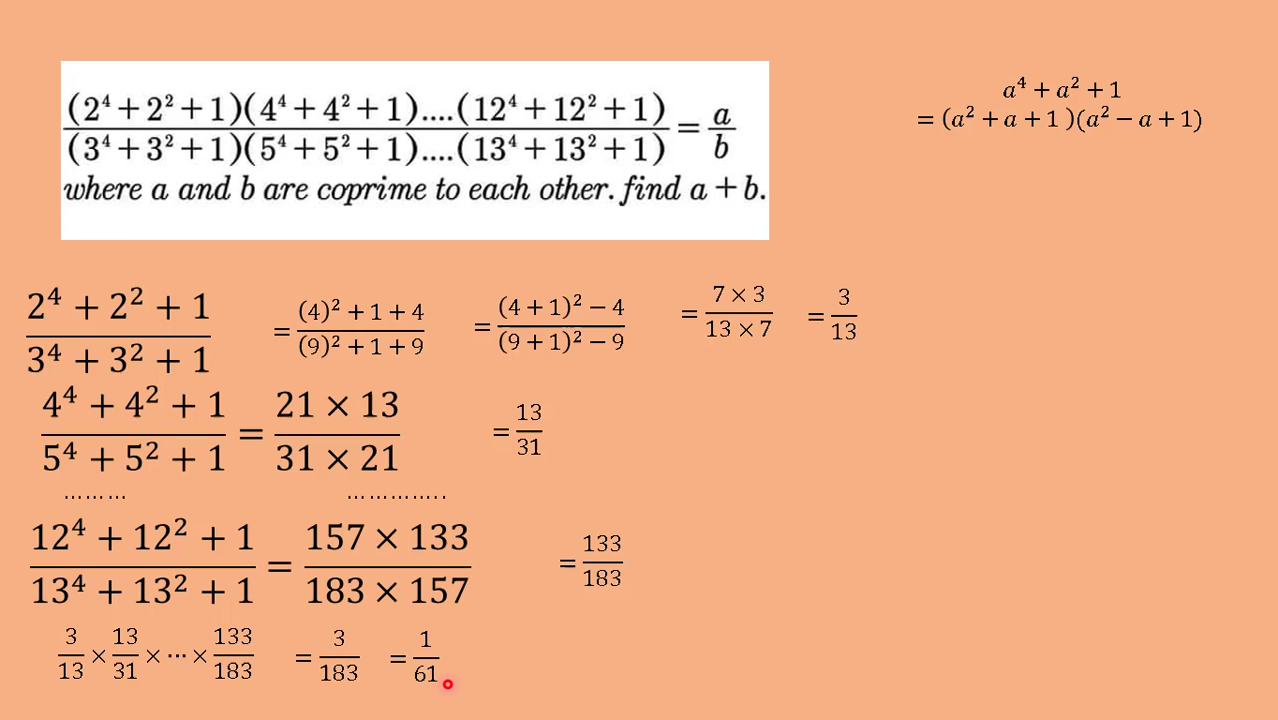 (2⁴+2²+1)(4⁴+4²+1)....(12⁴+12²+1)/(3⁴+3²+1)(5⁴+5²+1)....(13⁴+13²+1) = a/b
where a and b are coprime to each other. find a+b.
a⁴ + a² + 1
= (a² + a + 1 )(a² − a + 1)
(2⁴ + 2² + 1)/(3⁴ + 3² + 1) = ((4)² + 1 + 4)/((9)² + 1 + 9) = ((4 + 1)² − 4)/((9 + 1)² − 9) = (7 × 3)/(13 × 7) = 3/13
(4⁴ + 4² + 1)/(5⁴ + 5² + 1) = (21 × 13)/(31 × 21) = 13/31
……… …………..
(12⁴ + 12² + 1)/(13⁴ + 13² + 1) = (157 × 133)/(183 × 157) = 133/183
3/13 × 13/31 × ⋯ × 133/183 = 3/183 = 1/61